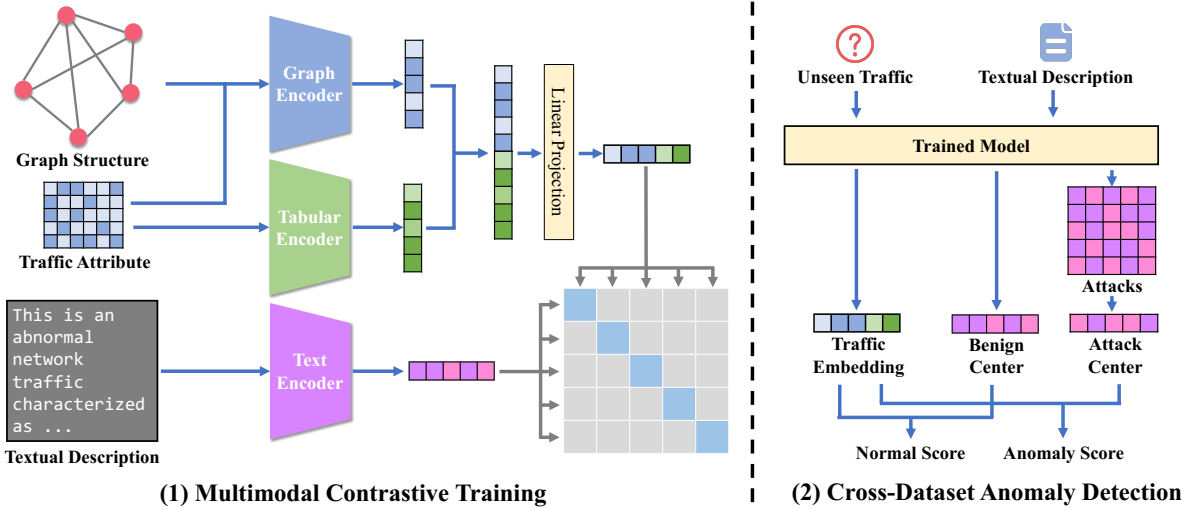 Graph Structure
Traffic Attribute
This is an
abnormal
network
traffic
characterized
as ...
Textual Description
Graph
Encoder
Tabular
Encoder
Text
Encoder
Linear Projection
(1) Multimodal Contrastive Training
Unseen Traffic
Textual Description
Trained Model
Attacks
Traffic
Embedding
Benign
Center
Attack
Center
Normal Score
Anomaly Score
(2) Cross-Dataset Anomaly Detection